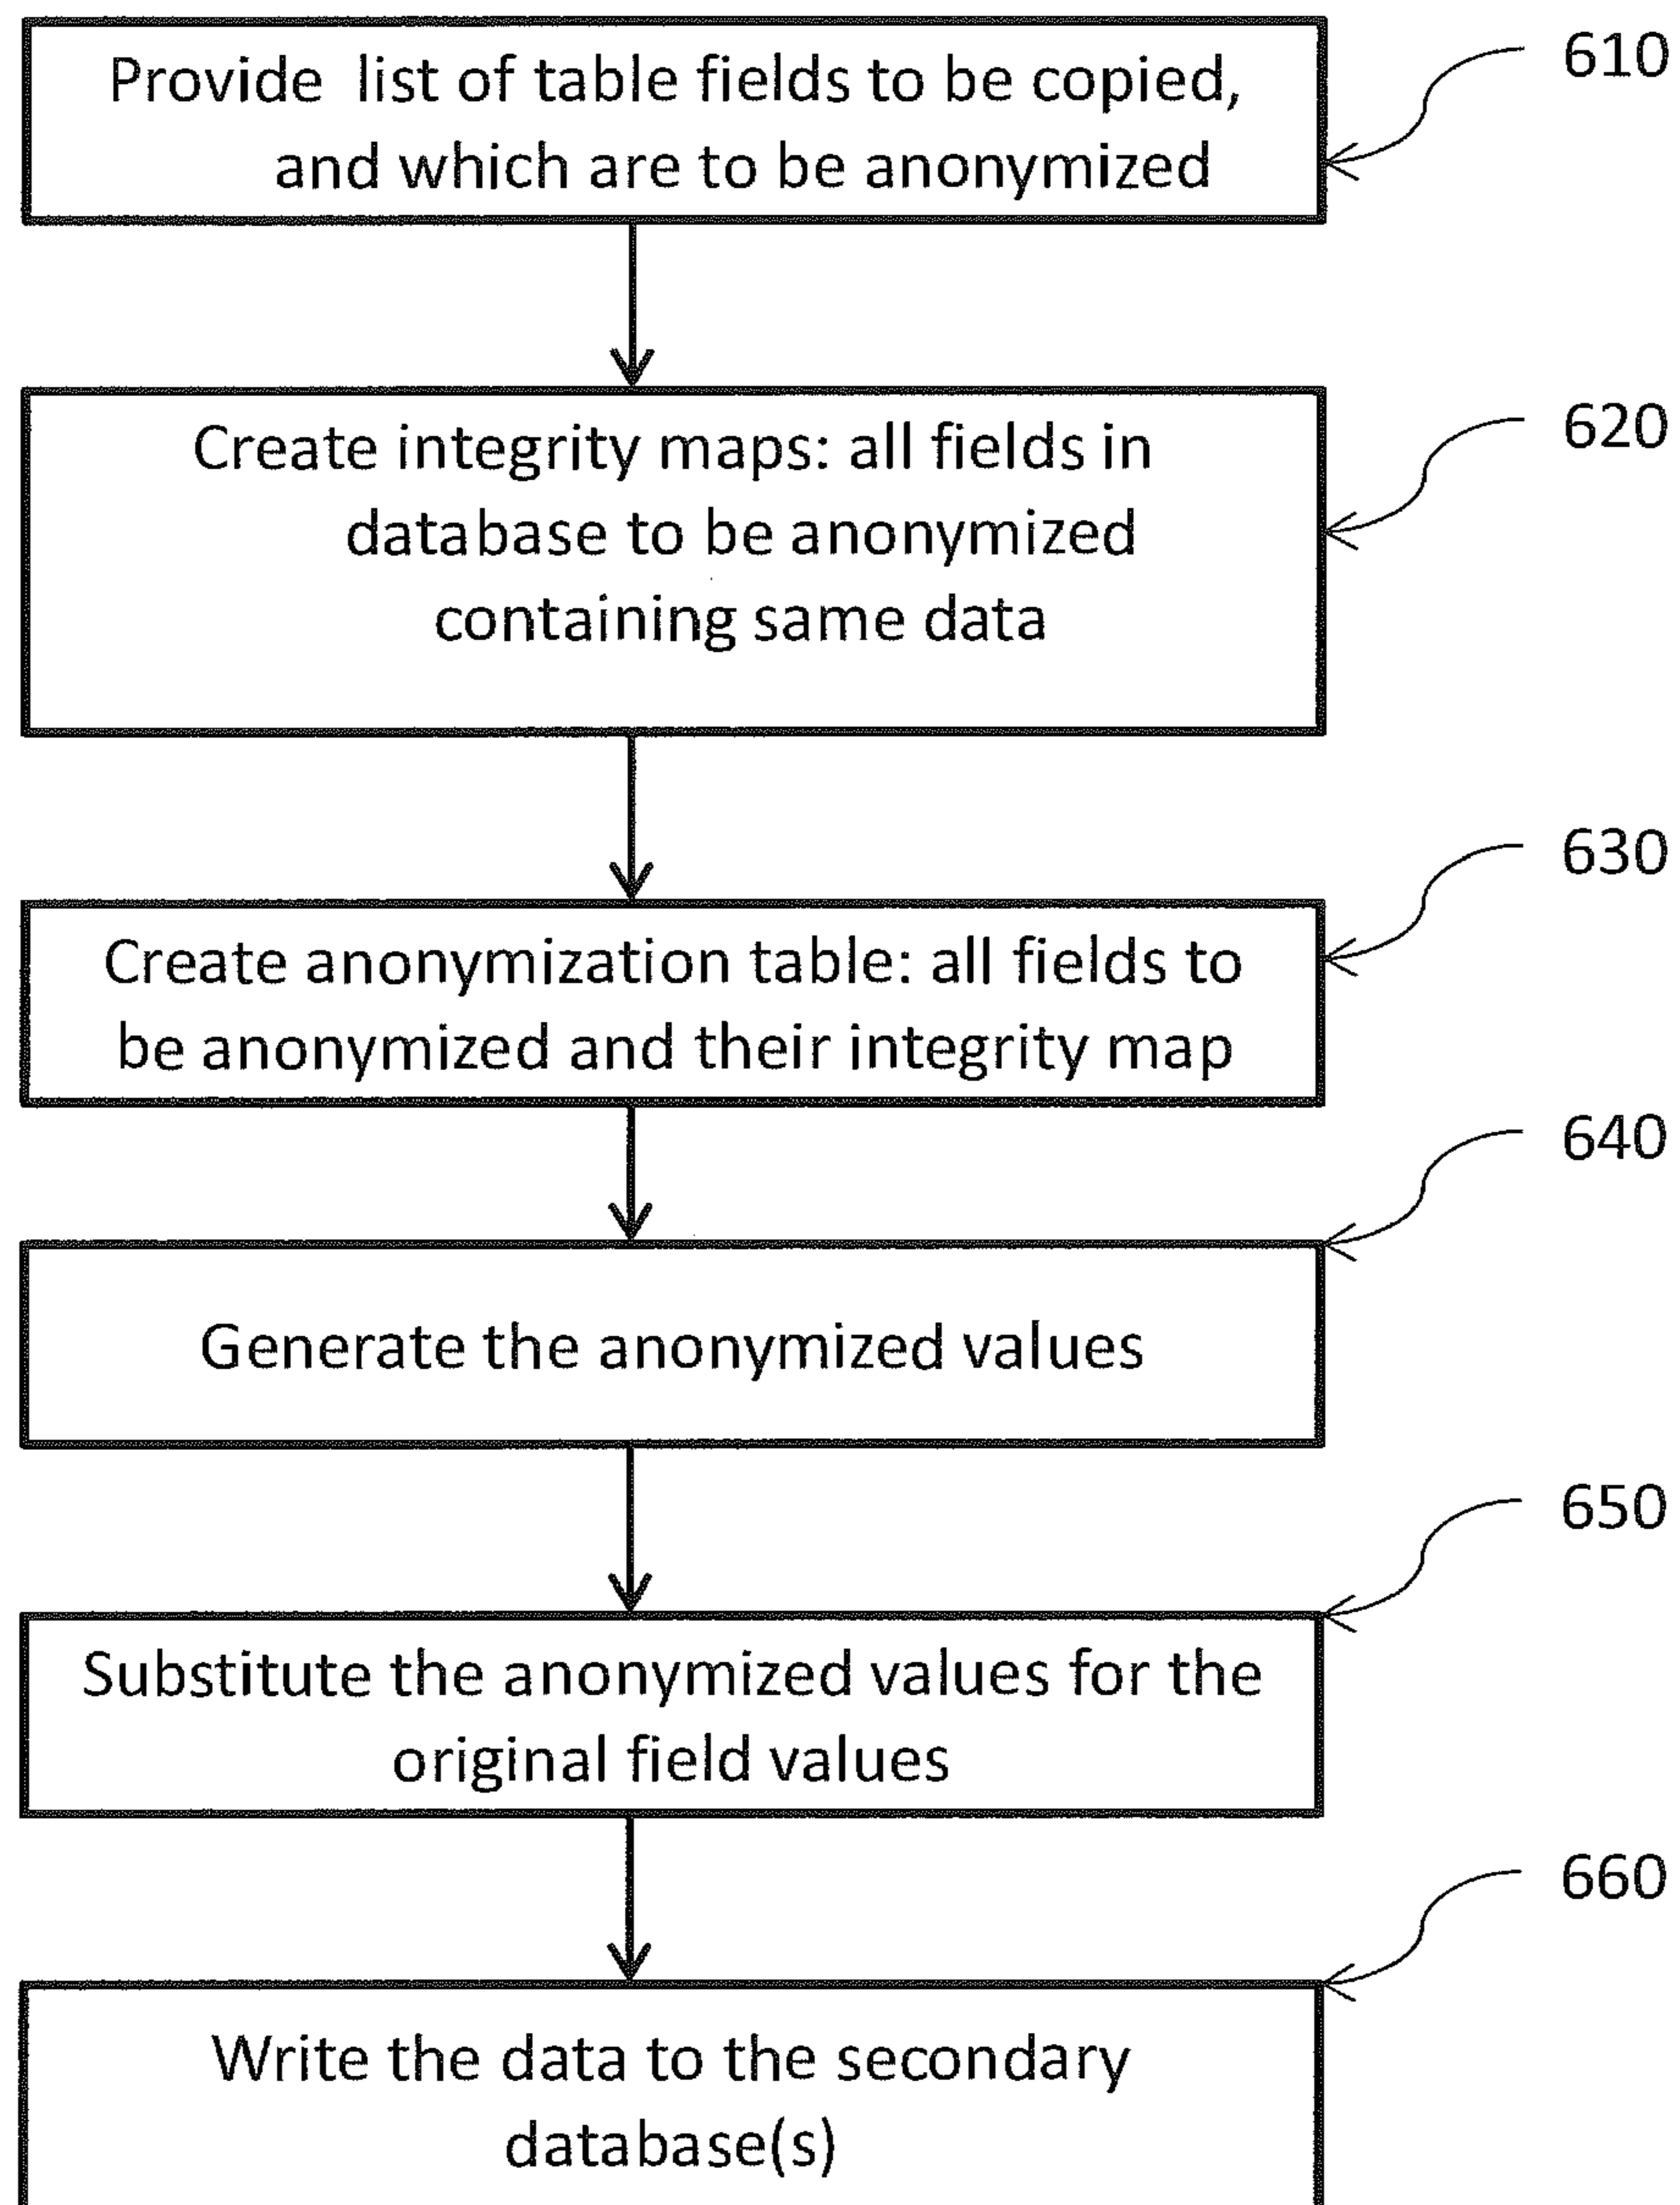 Provide list of table fields to be copied,
and which are to be anonymized
610
Create integrity maps: all fields in
database to be anonymized
containing same data
620
Create anonymization table: all fields to
be anonymized and their integrity map
630
Generate the anonymized values
640
Substitute the anonymized values for the
original field values
650
Write the data to the secondary
database(s)
660